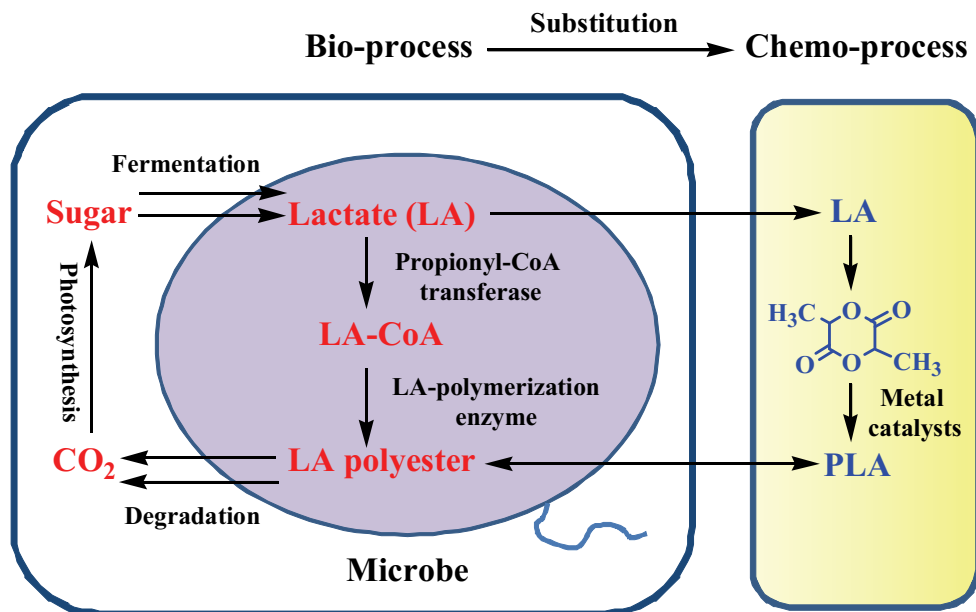 Bio-process
Substitution
Chemo-process
Fermentation
Sugar
Lactate (LA)
LA
Photosynthesis
Propionyl-CoA
transferase
LA-CoA
H₃C
O
O
O
O
CH₃
LA-polymerization
enzyme
Metal
catalysts
CO₂
LA polyester
PLA
Degradation
Microbe